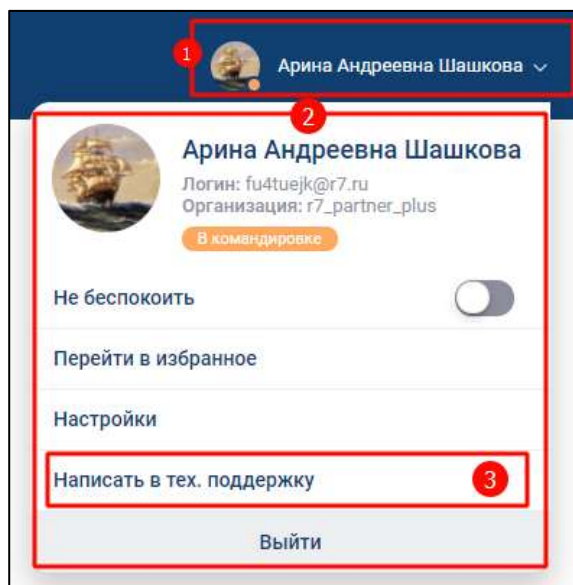 1
Арина Андреевна Шашкова
2
Арина Андреевна Шашкова
Логин: fu4tuejk@r7.ru
Организация: r7_partner_plus
В командировке
Не беспокоить
Перейти в избранное
Настройки
Написать в тех. поддержку 3
Выйти